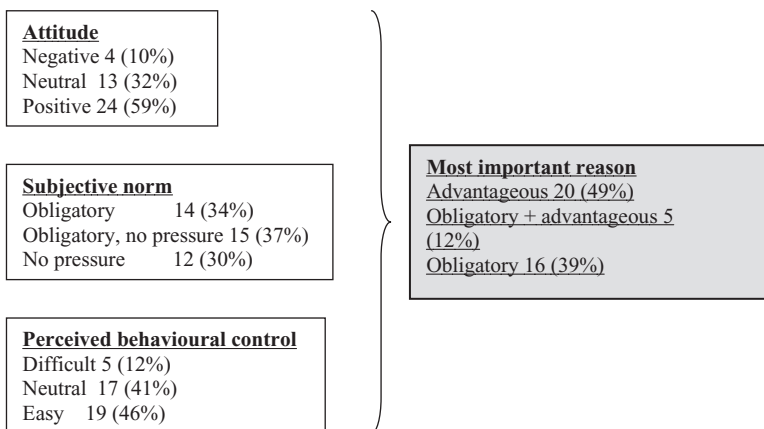 Attitude
Negative 4 (10%)
Neutral 13 (32%)
Positive 24 (59%)
Subjective norm
Obligatory 14 (34%)
Obligatory, no pressure 15 (37%)
No pressure 12 (30%)
Perceived behavioural control
Difficult 5 (12%)
Neutral 17 (41%)
Easy 19 (46%)
Most important reason
Advantageous 20 (49%)
Obligatory + advantageous 5
(12%)
Obligatory 16 (39%)